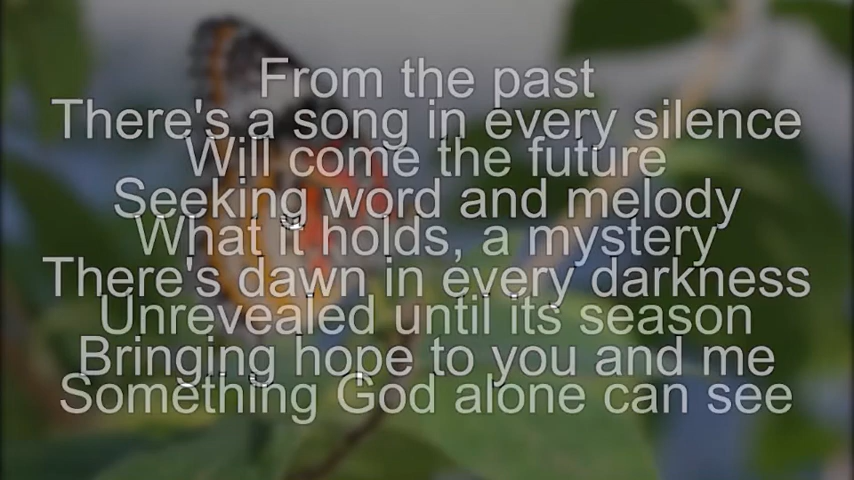 From the past
There's a song in every silence
Will come the future
Seeking word and melody
What it holds, a mystery
There's dawn in every darkness
Unrevealed until its season
Bringing hope to you and me
Something God alone can see